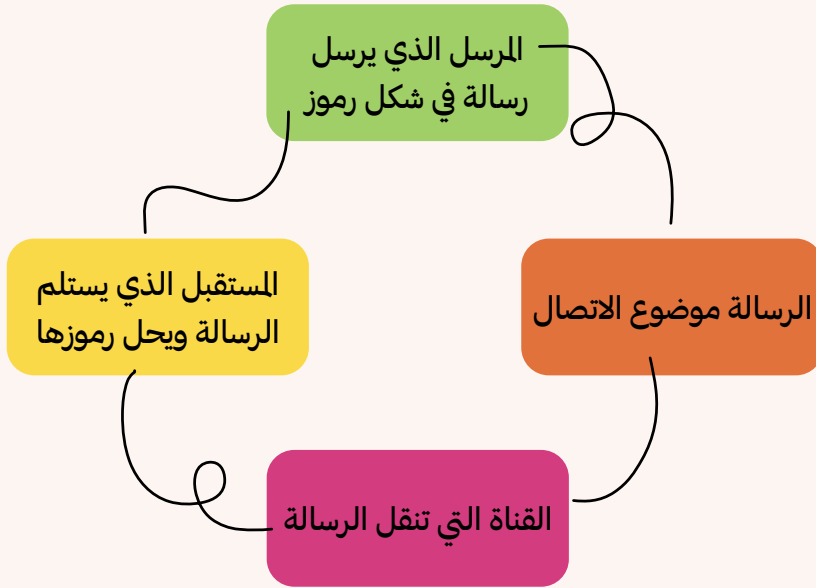 المرسل الذي يرسل
رسالة في شكل رموز
الرسالة موضوع الاتصال
القناة التي تنقل الرسالة
المستقبل الذي يستلم
الرسالة ويحل رموزها